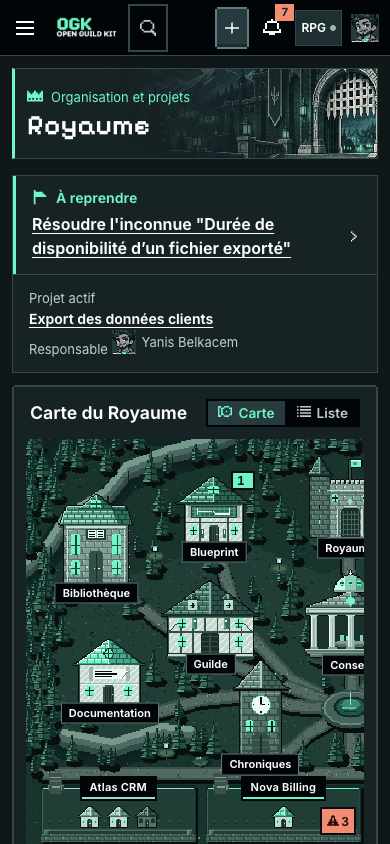 OGK
OPEN GUILD KIT
7
RPG
Organisation et projets
Royaume
À reprendre
Résoudre l'inconnue "Durée de
disponibilité d’un fichier exporté"
Projet actif
Export des données clients
Responsable Yanis Belkacem
Carte du Royaume
Carte
Liste
1
Blueprint
Royaum
Bibliothèque
Guilde
Conse
Documentation
Chroniques
Atlas CRM
Nova Billing
3